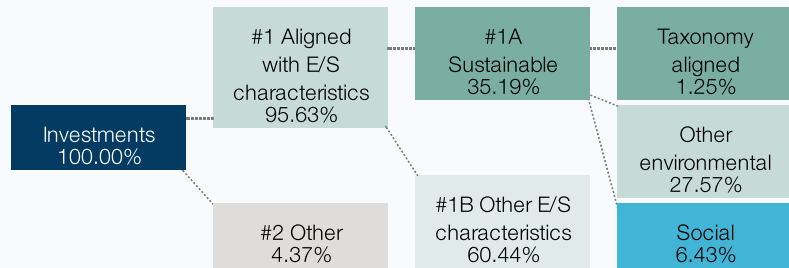 Investments
100.00%
#1 Aligned
with E/S
characteristics
95.63%
#2 Other
4.37%
#1A
Sustainable
35.19%
#1B Other E/S
characteristics
60.44%
Taxonomy
aligned
1.25%
Other
environmental
27.57%
Social
6.43%